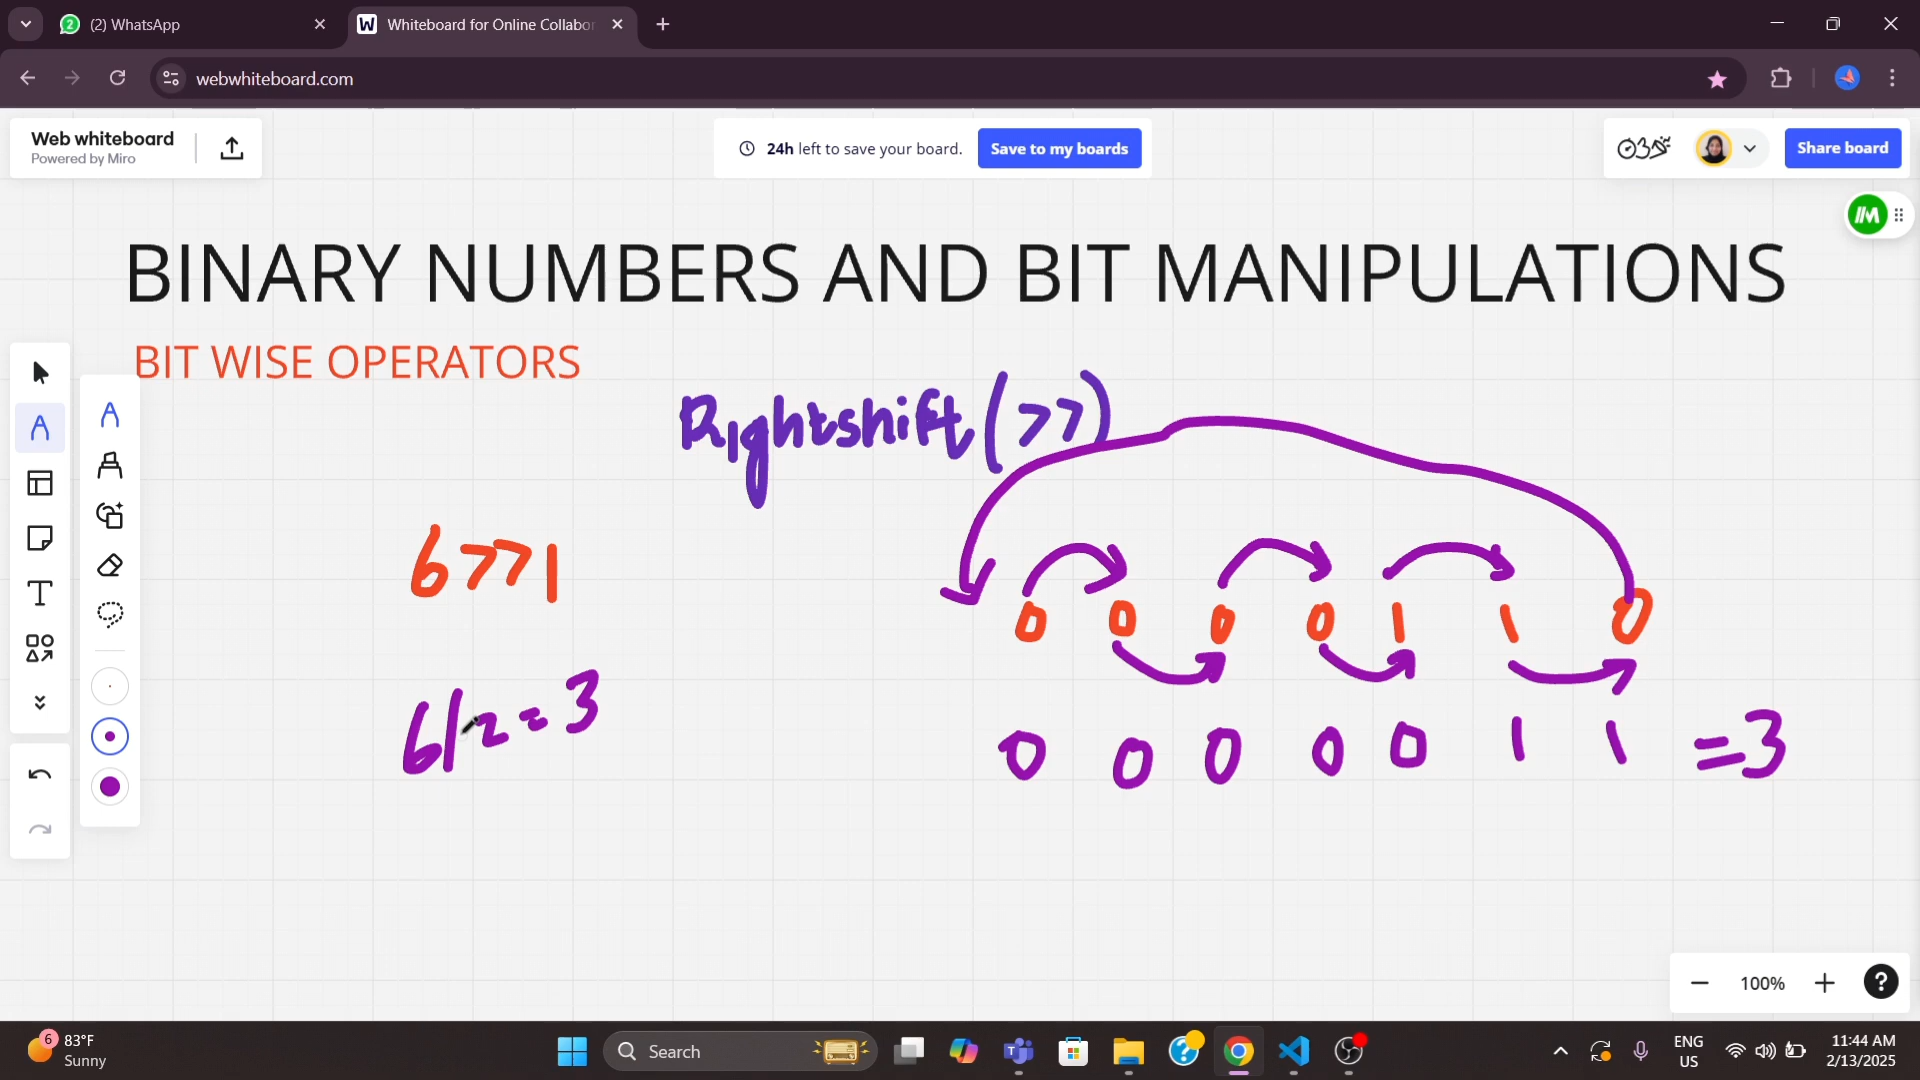 (2) WhatsApp
Whiteboard for Online Collabor
webwhiteboard.com
Web whiteboard
Powered by Miro
24h left to save your board.
Save to my boards
Share board
BINARY NUMBERS AND BIT MANIPULATIONS
BIT WISE OPERATORS
Rightshift (>>)
6>>1
0 0 0 0 1 1 0
6/2=3
0 0 0 0 0 1 1 =3
100%
6
83°F
Sunny
Search
ENG
US
11:44 AM
2/13/2025